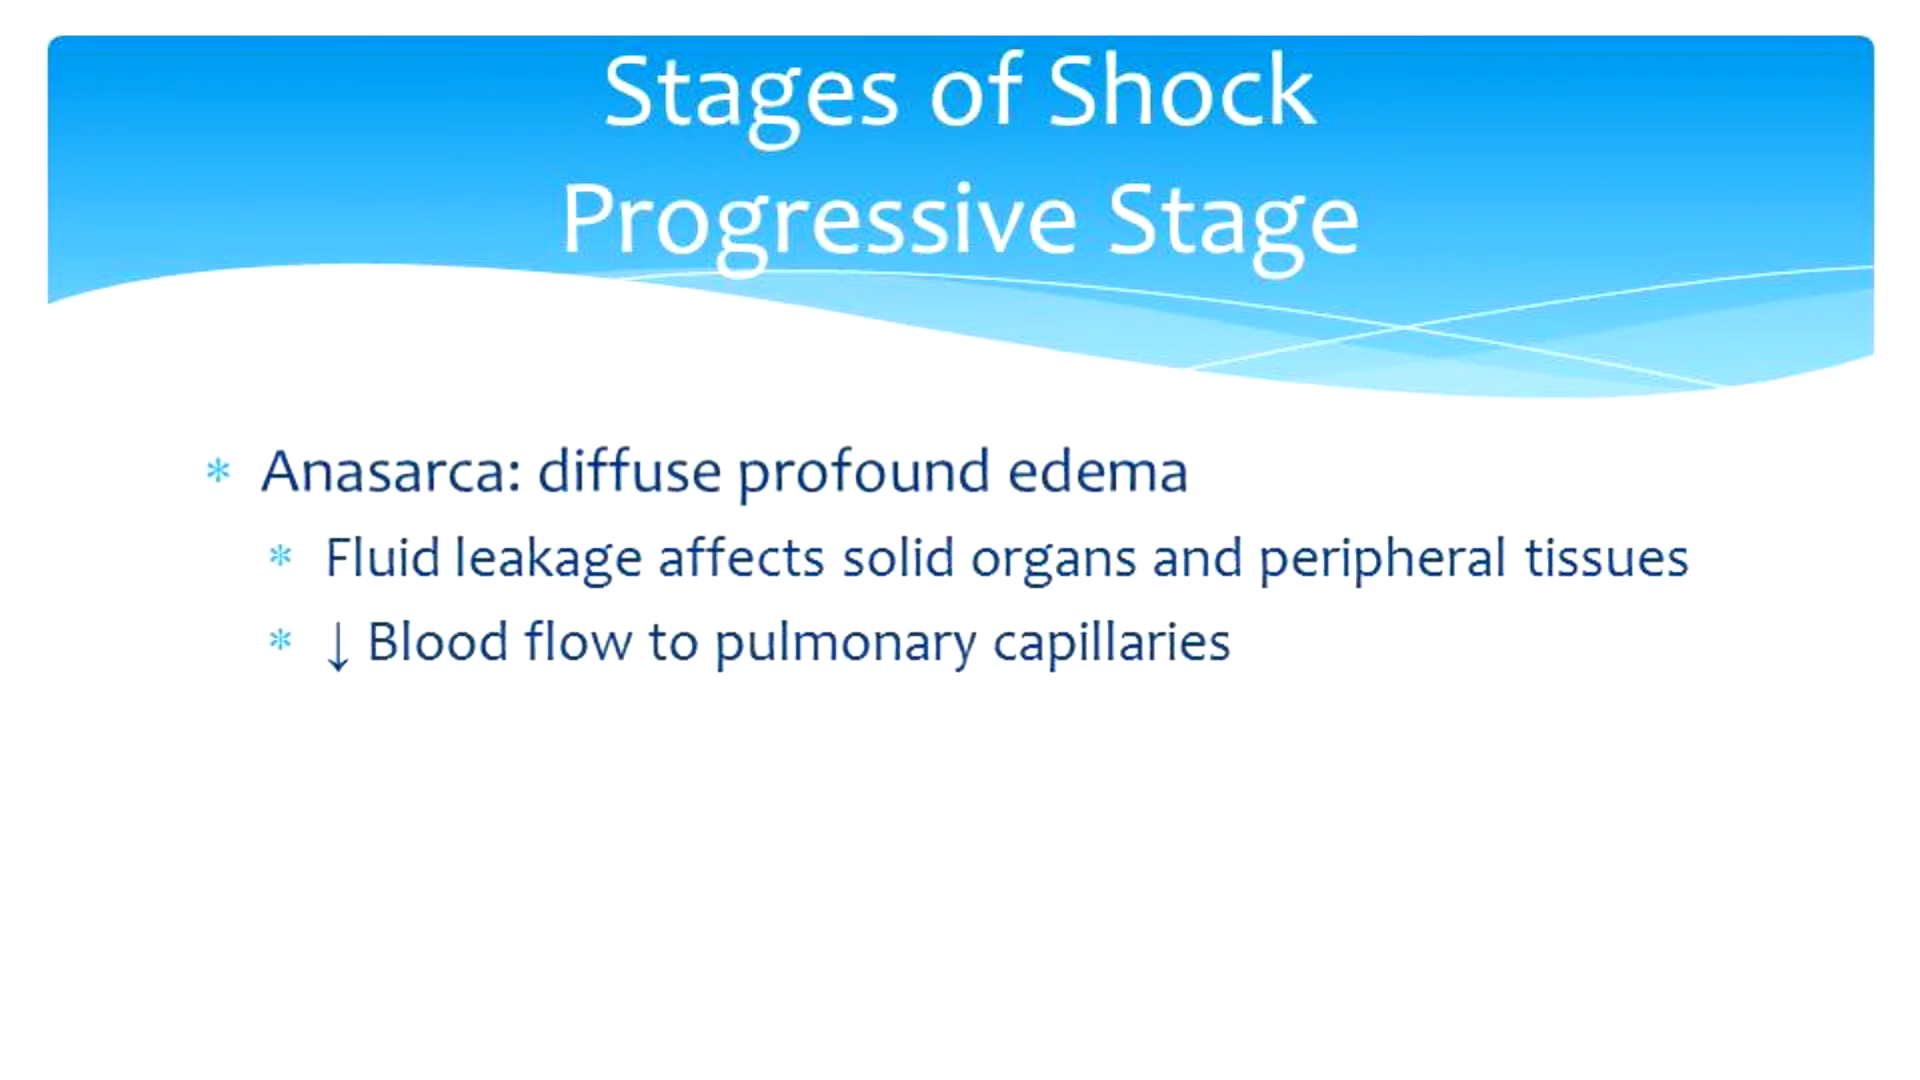 Stages of Shock
Progressive Stage
* Anasarca: diffuse profound edema
* Fluid leakage affects solid organs and peripheral tissues
* ↓ Blood flow to pulmonary capillaries